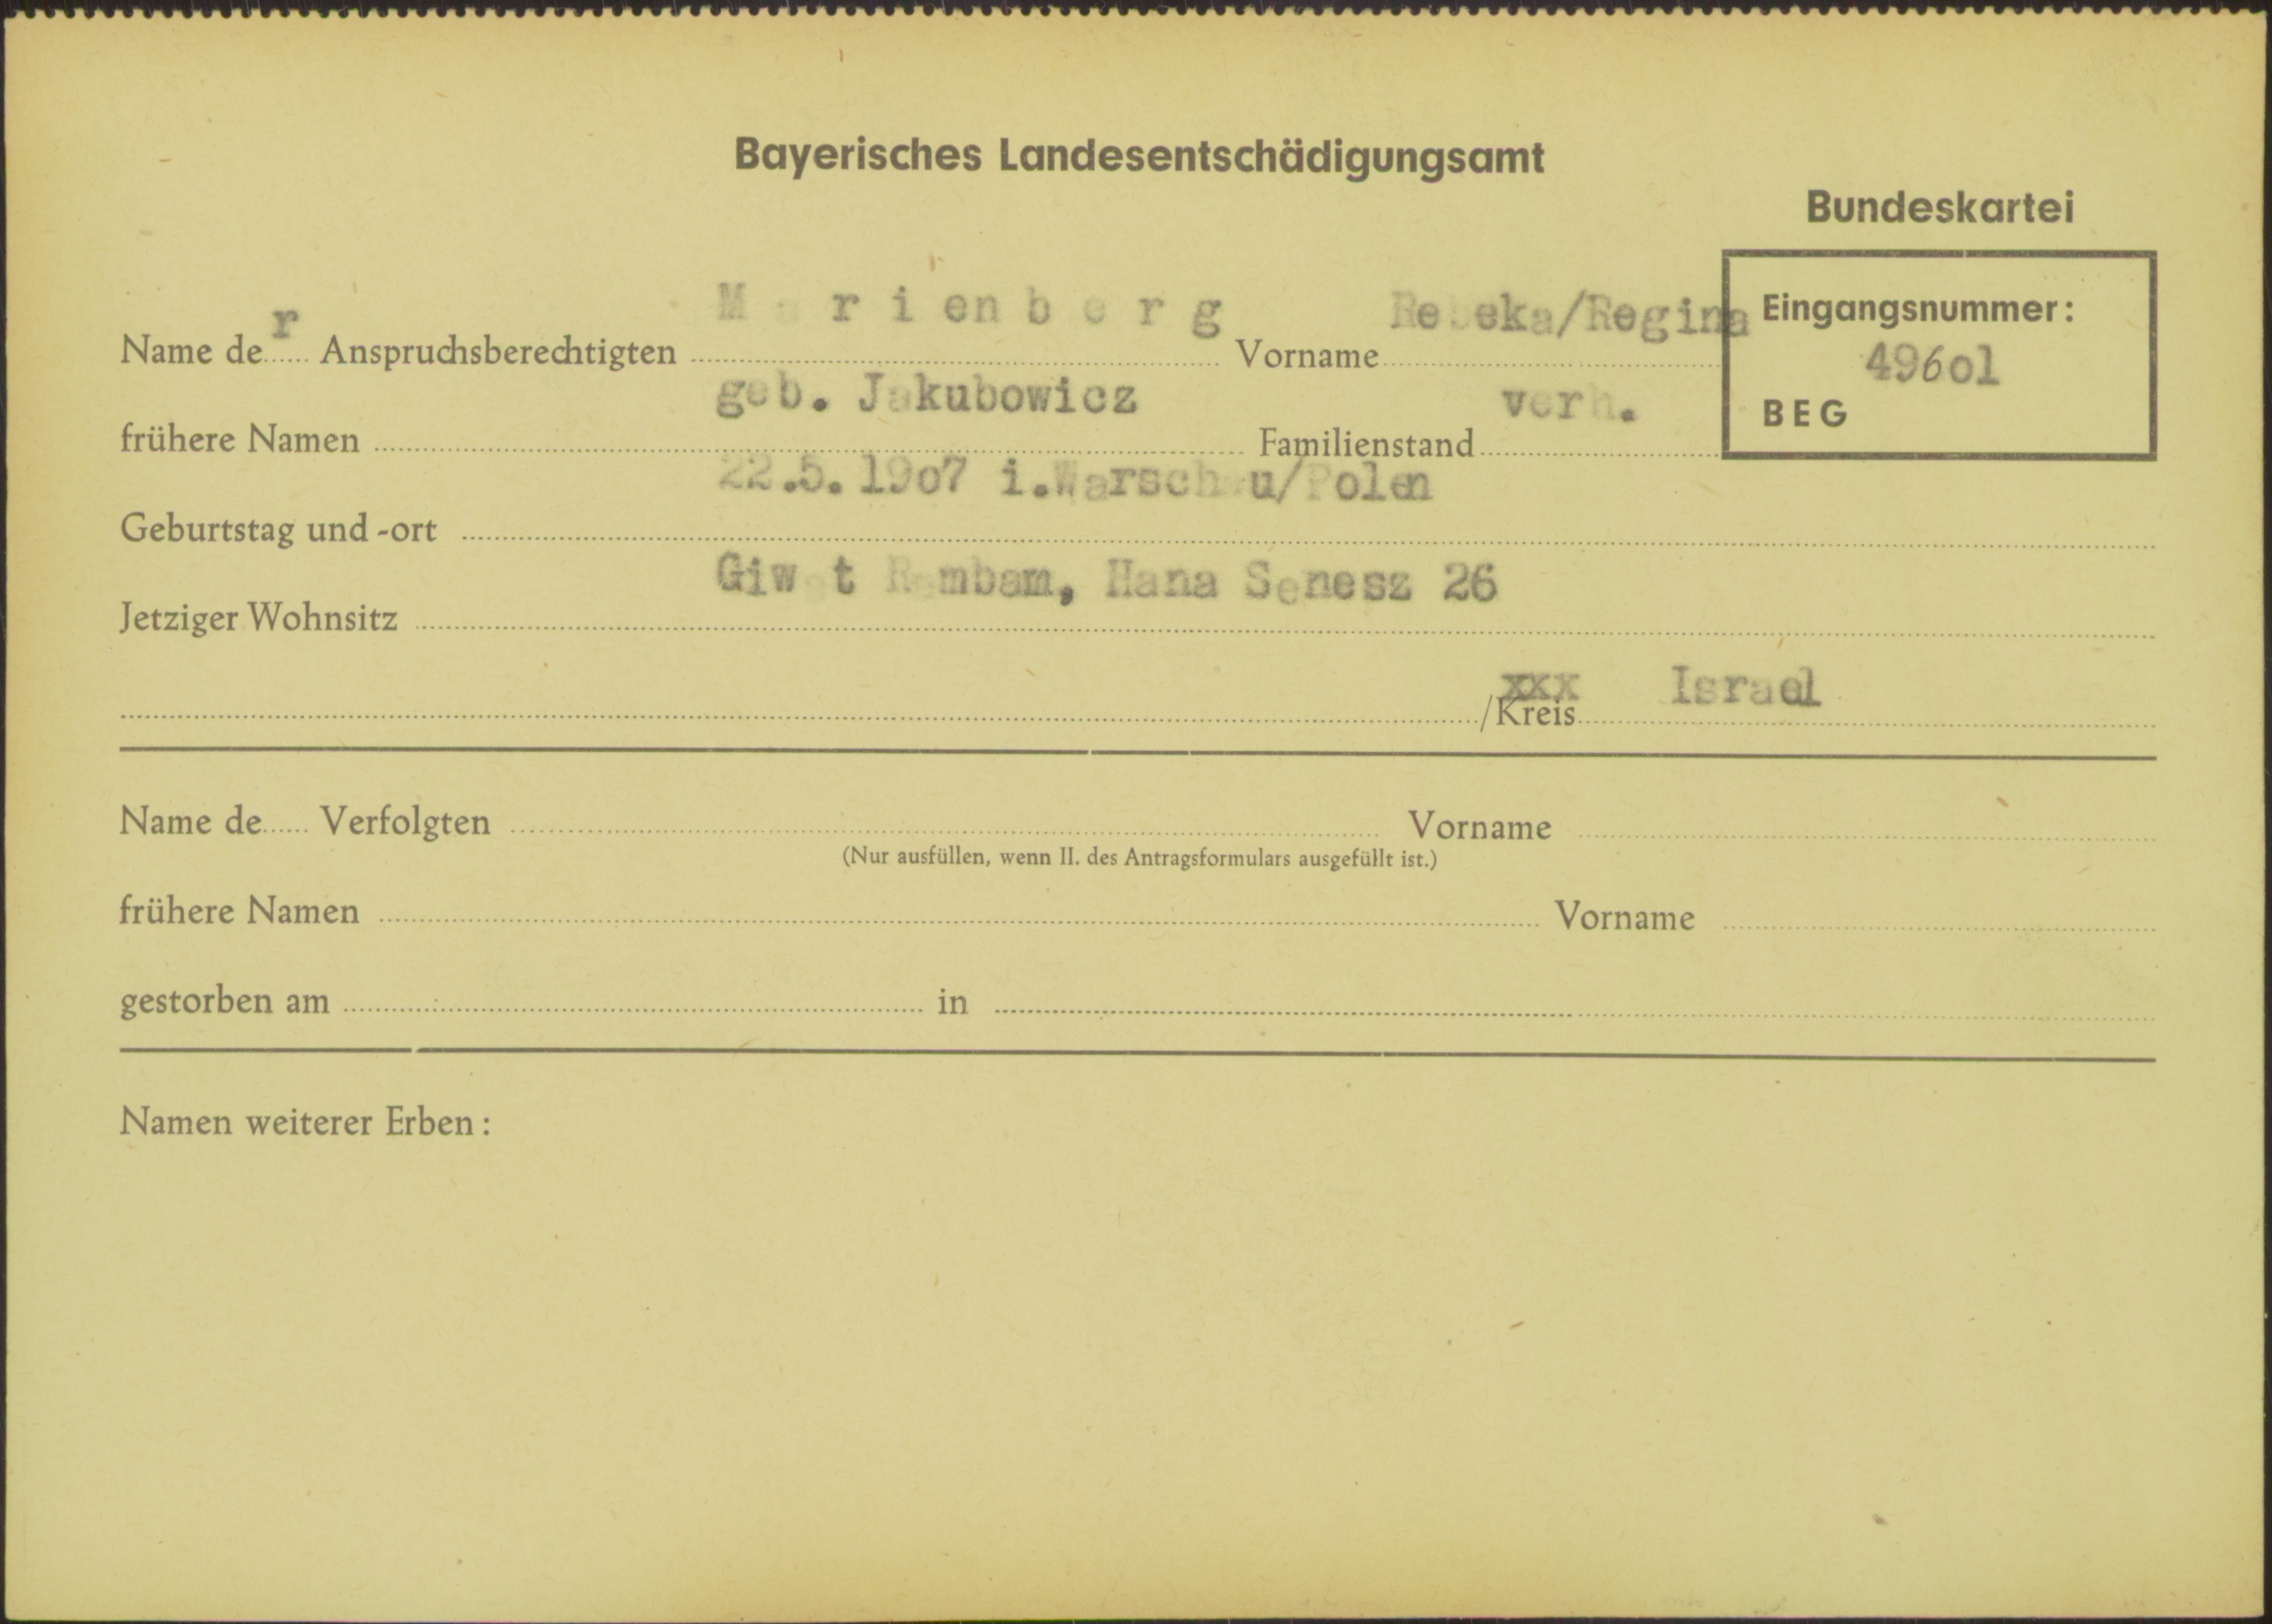 Bayerisches Landesentschädigungsamt
Bundeskartei
Name der Anspruchsberechtigten M a r i e n b e r g Vorname Rebeka/Regina
Eingangsnummer:
496o1
BEG
frühere Namen geb. Jakubowicz Familienstand verh.
Geburtstag und -ort 22.5.19o7 i.Warschau/Polen
Jetziger Wohnsitz Giwat Rambam, Hana Senesz 26
/Kreis xxx Israel
Name de...... Verfolgten Vorname
(Nur ausfüllen, wenn II. des Antragsformulars ausgefüllt ist.)
frühere Namen Vorname
gestorben am in
Namen weiterer Erben: